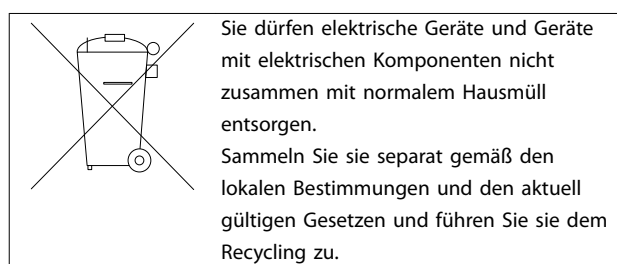 Sie dürfen elektrische Geräte und Geräte
mit elektrischen Komponenten nicht
zusammen mit normalem Hausmüll
entsorgen.
Sammeln Sie sie separat gemäß den
lokalen Bestimmungen und den aktuell
gültigen Gesetzen und führen Sie sie dem
Recycling zu.